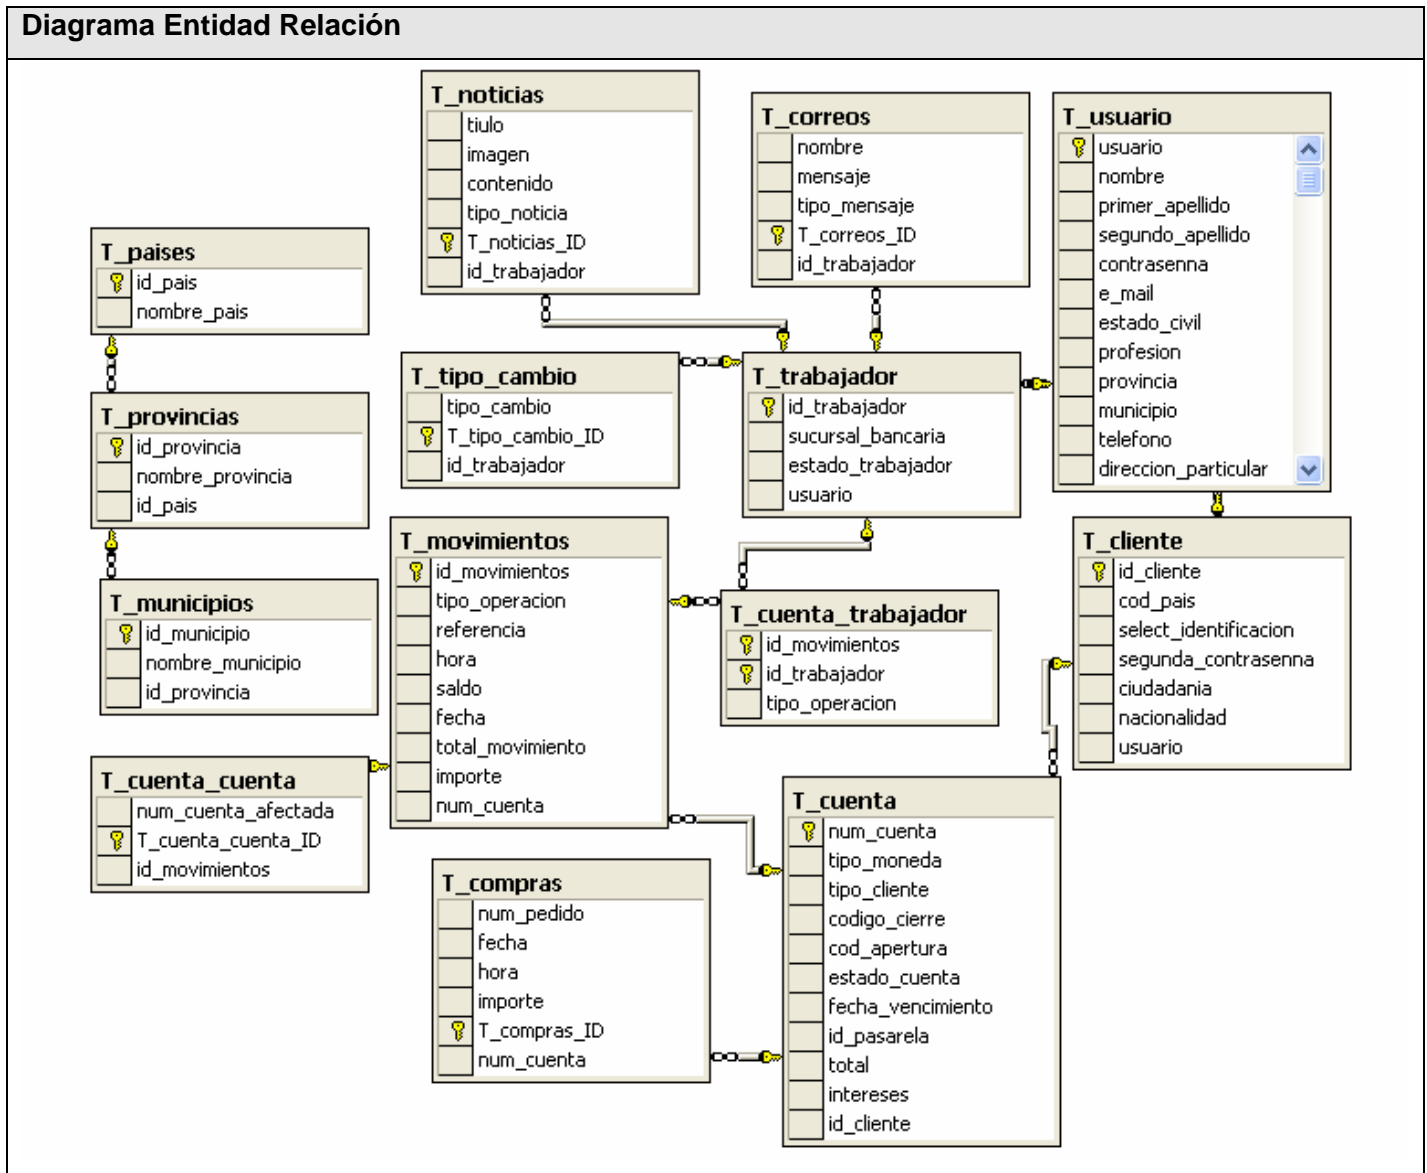 Diagrama Entidad Relación
T_noticias
tiulo
imagen
contenido
tipo_noticia
T_noticias_ID
id_trabajador
T_correos
nombre
mensaje
tipo_mensaje
T_correos_ID
id_trabajador
T_usuario
usuario
nombre
primer_apellido
segundo_apellido
contrasenna
e_mail
estado_civil
profesion
provincia
municipio
telefono
direccion_particular
T_paises
id_pais
nombre_pais
T_tipo_cambio
tipo_cambio
T_tipo_cambio_ID
id_trabajador
T_trabajador
id_trabajador
sucursal_bancaria
estado_trabajador
usuario
T_provincias
id_provincia
nombre_provincia
id_pais
T_movimientos
id_movimientos
tipo_operacion
referencia
hora
saldo
fecha
total_movimiento
importe
num_cuenta
T_cliente
id_cliente
cod_pais
select_identificacion
segunda_contrasenna
ciudadania
nacionalidad
usuario
T_municipios
id_municipio
nombre_municipio
id_provincia
T_cuenta_trabajador
id_movimientos
id_trabajador
tipo_operacion
T_cuenta_cuenta
num_cuenta_afectada
T_cuenta_cuenta_ID
id_movimientos
T_cuenta
num_cuenta
tipo_moneda
tipo_cliente
codigo_cierre
cod_apertura
estado_cuenta
fecha_vencimiento
id_pasarela
total
intereses
id_cliente
T_compras
num_pedido
fecha
hora
importe
T_compras_ID
num_cuenta